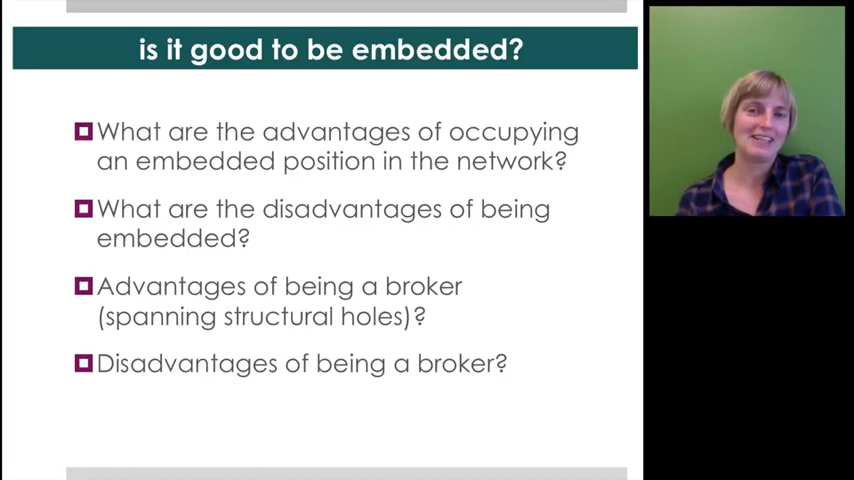 is it good to be embedded?
What are the advantages of occupying
an embedded position in the network?
What are the disadvantages of being
embedded?
Advantages of being a broker
(spanning structural holes)?
Disadvantages of being a broker?